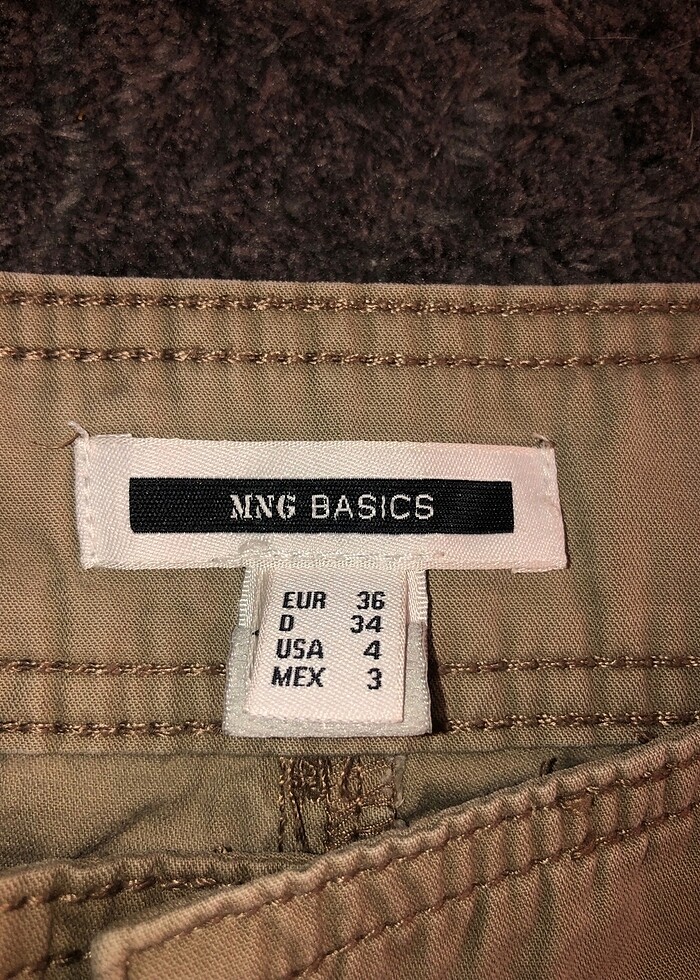 MNG BASICS
EUR 36
D 34
USA 4
MEX 3